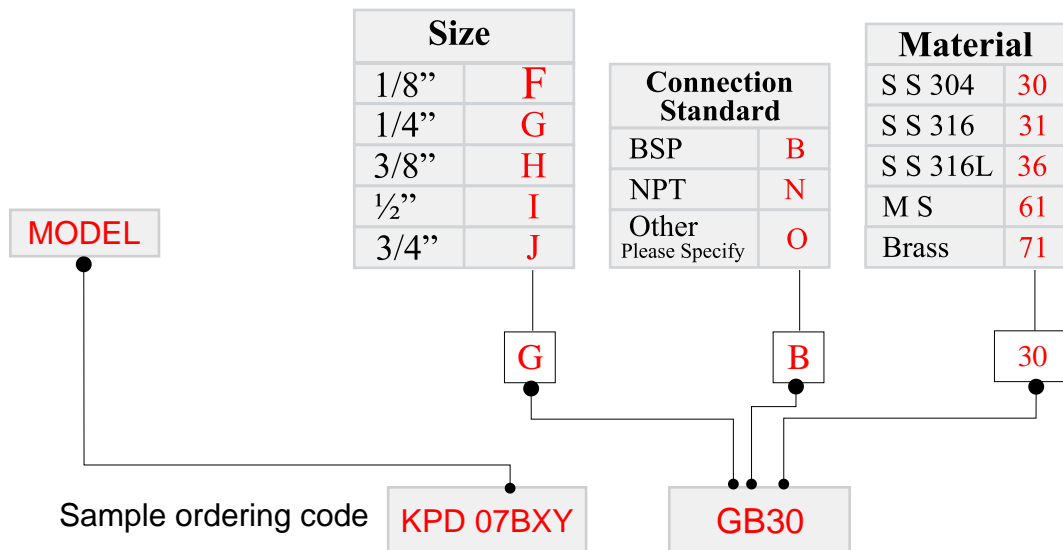 Size
1/8” F
1/4” G
3/8” H
½” I
3/4” J
Connection
Standard
BSP B
NPT N
Other
Please Specify O
Material
S S 304 30
S S 316 31
S S 316L 36
M S 61
Brass 71
MODEL
G B 30
Sample ordering code KPD 07BXY GB30